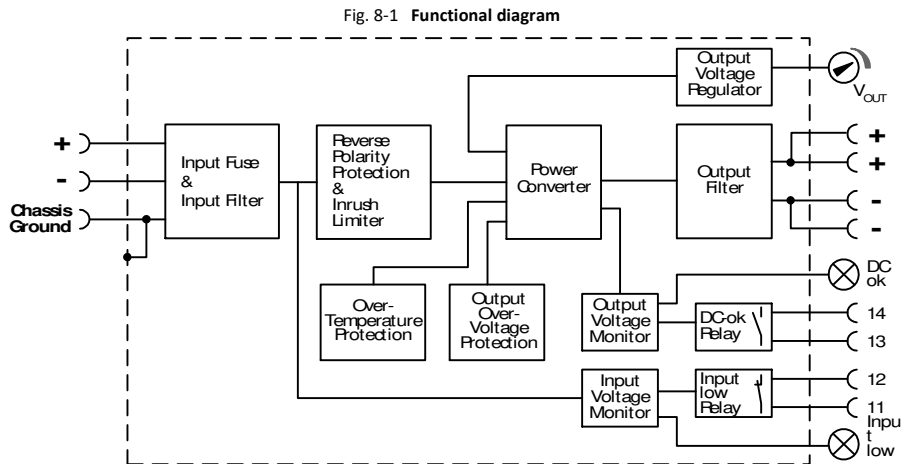 Fig. 8-1 Functional diagram
Output
Voltage
Regulator
VOUT
+
-
Chassis
Ground
Input Fuse
&
Input Filter
Reverse
Polarity
Protection
&
Inrush
Limiter
Power
Converter
Output
Filter
+
+
-
-
Over-
Temperature
Protection
Output
Over-
Voltage
Protection
Output
Voltage
Monitor
DC-ok
Relay
DC
ok
14
13
Input
Voltage
Monitor
Input
low
Relay
12
11
Inpu
t
low